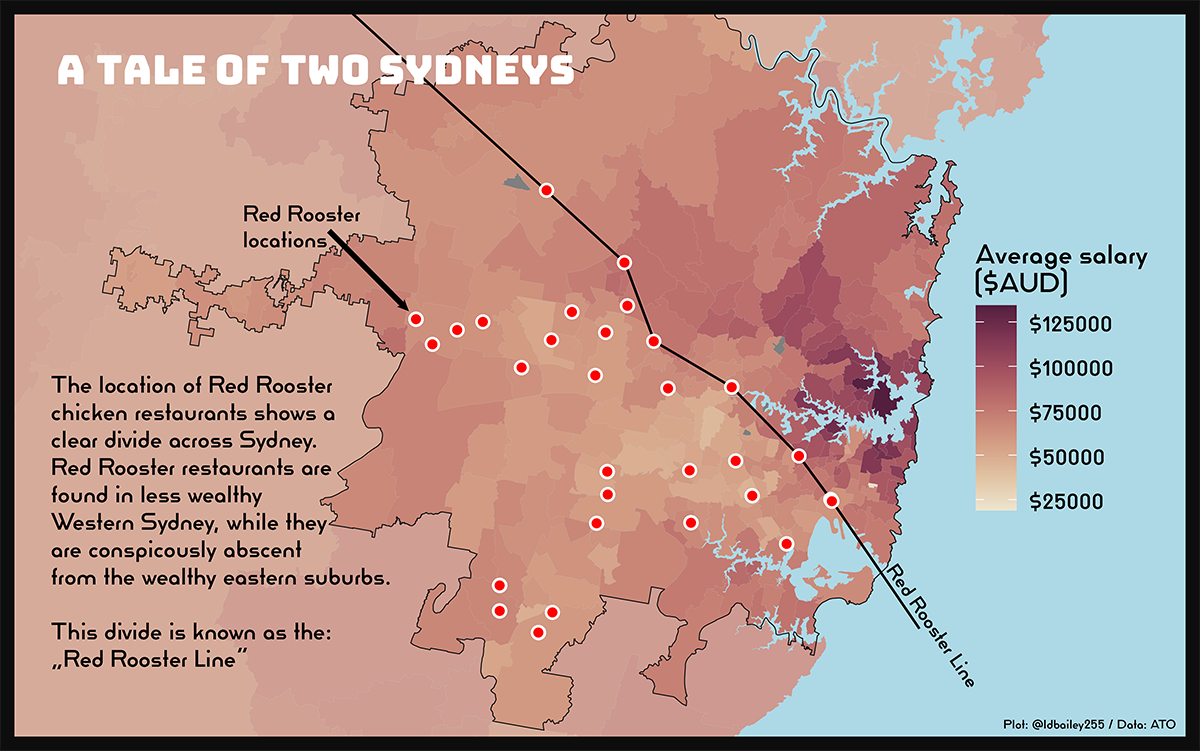 A TALE OF TWO SYDNEYS
Red Rooster
locations
Average salary
($AUD)
$125000
$100000
$75000
$50000
$25000
The location of Red Rooster
chicken restaurants shows a
clear divide across Sydney.
Red Rooster restaurants are
found in less wealthy
Western Sydney, while they
are conspicously abscent
from the wealthy eastern suburbs.
This divide is known as the:
„Red Rooster Line”
Red Rooster Line
Plot: @ldbailey255 / Data: ATO